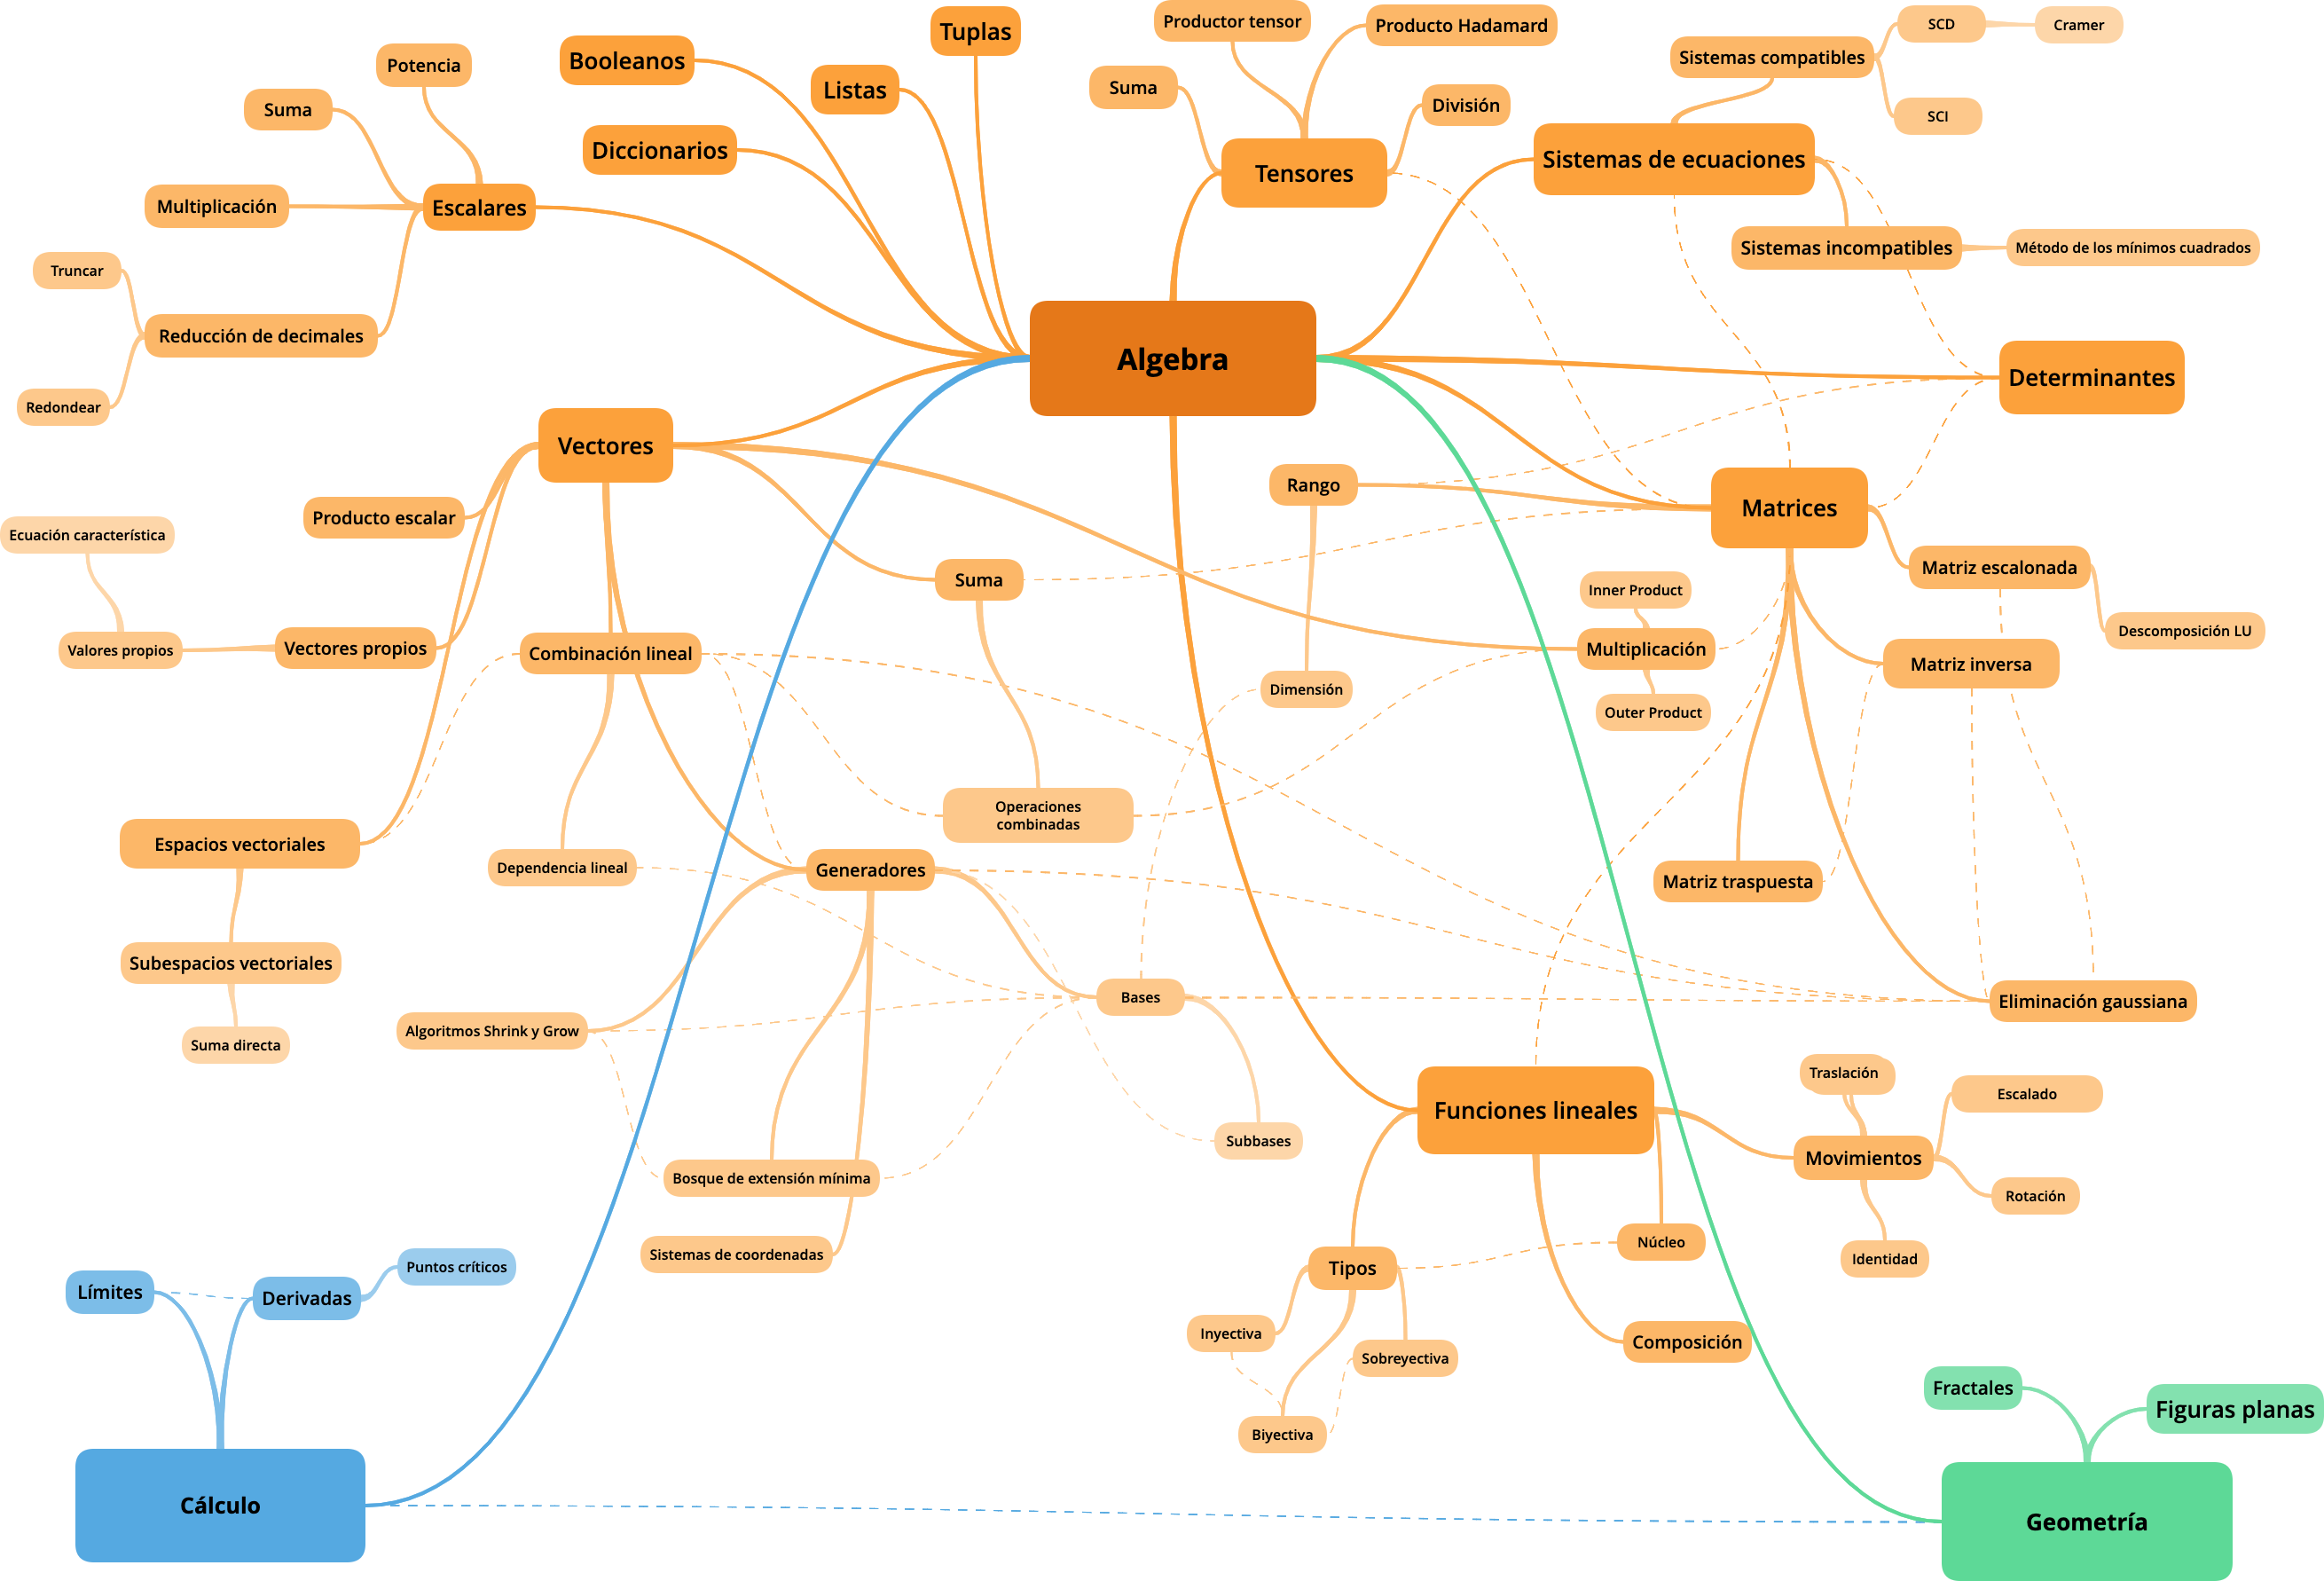 Tuplas
Productor tensor
Producto Hadamard
SCD
Cramer
Potencia
Booleanos
Listas
Suma
Sistemas compatibles
División
Suma
SCI
Diccionarios
Tensores
Sistemas de ecuaciones
Multiplicación
Escalares
Sistemas incompatibles
Método de los mínimos cuadrados
Truncar
Reducción de decimales
Algebra
Determinantes
Redondear
Vectores
Rango
Matrices
Producto escalar
Ecuación característica
Suma
Matriz escalonada
Inner Product
Descomposición LU
Valores propios
Vectores propios
Combinación lineal
Multiplicación
Matriz inversa
Dimensión
Outer Product
Operaciones
combinadas
Espacios vectoriales
Dependencia lineal
Generadores
Matriz traspuesta
Subespacios vectoriales
Bases
Eliminación gaussiana
Algoritmos Shrink y Grow
Suma directa
Traslación
Escalado
Funciones lineales
Subbases
Movimientos
Bosque de extensión mínima
Rotación
Sistemas de coordenadas
Núcleo
Identidad
Puntos críticos
Tipos
Límites
Derivadas
Inyectiva
Composición
Sobreyectiva
Fractales
Figuras planas
Biyectiva
Cálculo
Geometría